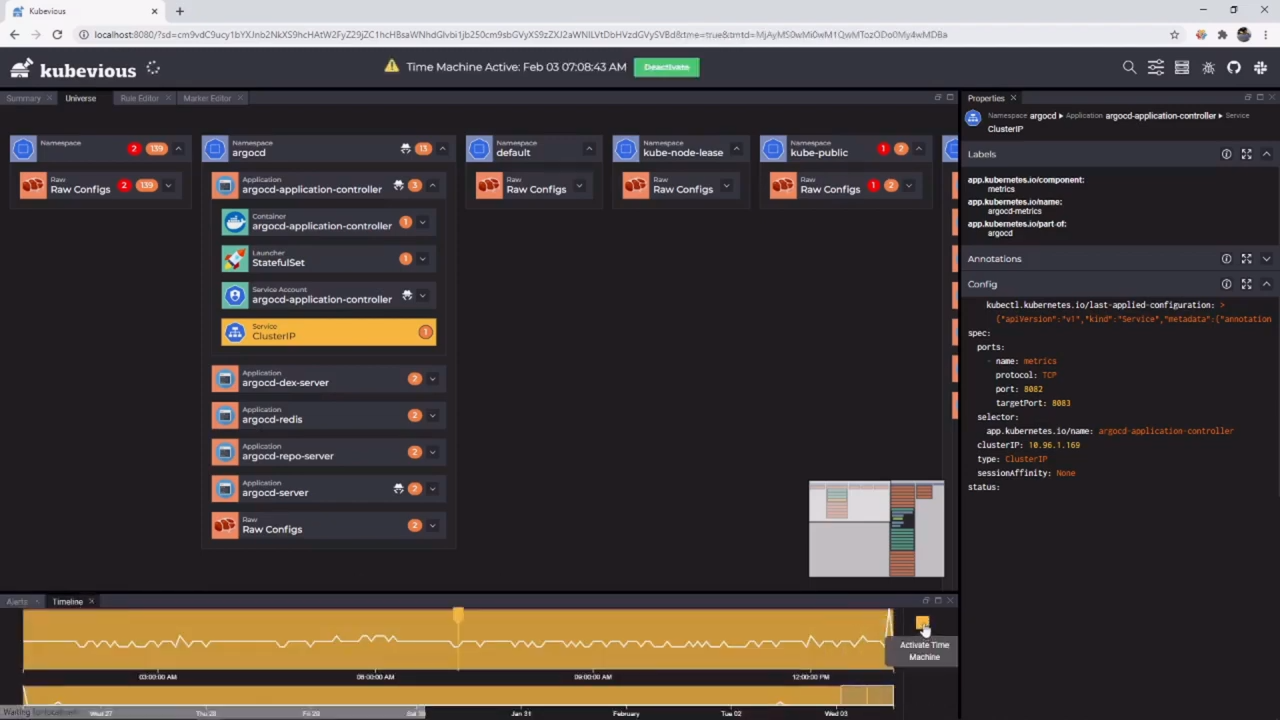 Kubevious
localhost:8080/?sd=cm9vdC9ucy1bYXJnb2NkXS9hcHAtW2FyZ29jZC1hcHBsaWNhdGlvbi1jb250cm9sbGVyXS9zZXJ2aWNlLVtDbHVzdGVySVBd&tme=true&tmtd=MjAyMS0wMi0wM1QwMTozODo0My4wMDBa
kubevious
Time Machine Active: Feb 03 07:08:43 AM
Deactivate
Summary
Universe
Rule Editor
Marker Editor
Properties
Namespace
2
139
Raw
Raw Configs
2
139
Namespace
argocd
13
Application
argocd-application-controller
3
Container
argocd-application-controller
1
Launcher
StatefulSet
1
Service Account
argocd-application-controller
Service
ClusterIP
1
Application
argocd-dex-server
2
Application
argocd-redis
2
Application
argocd-repo-server
2
Application
argocd-server
2
Raw
Raw Configs
2
Namespace
default
Raw
Raw Configs
Namespace
kube-node-lease
Raw
Raw Configs
Namespace
kube-public
1
2
Raw
Raw Configs
1
2
Namespace argocd Application argocd-application-controller Service
ClusterIP
Labels
app.kubernetes.io/component:
metrics
app.kubernetes.io/name:
argocd-metrics
app.kubernetes.io/part-of:
argocd
Annotations
Config
kubectl.kubernetes.io/last-applied-configuration: >
{"apiVersion":"v1","kind":"Service","metadata":{"annotation
spec:
ports:
- name: metrics
protocol: TCP
port: 8082
targetPort: 8083
selector:
app.kubernetes.io/name: argocd-application-controller
clusterIP: 10.96.1.169
type: ClusterIP
sessionAffinity: None
status:
Alerts
Timeline
Activate Time
Machine
03:00:00 AM
06:00:00 AM
09:00:00 AM
12:00:00 PM
Waiting
Wed 27
Thu 28
Fri 29
Jan 31
February
Tue 02
Wed 03